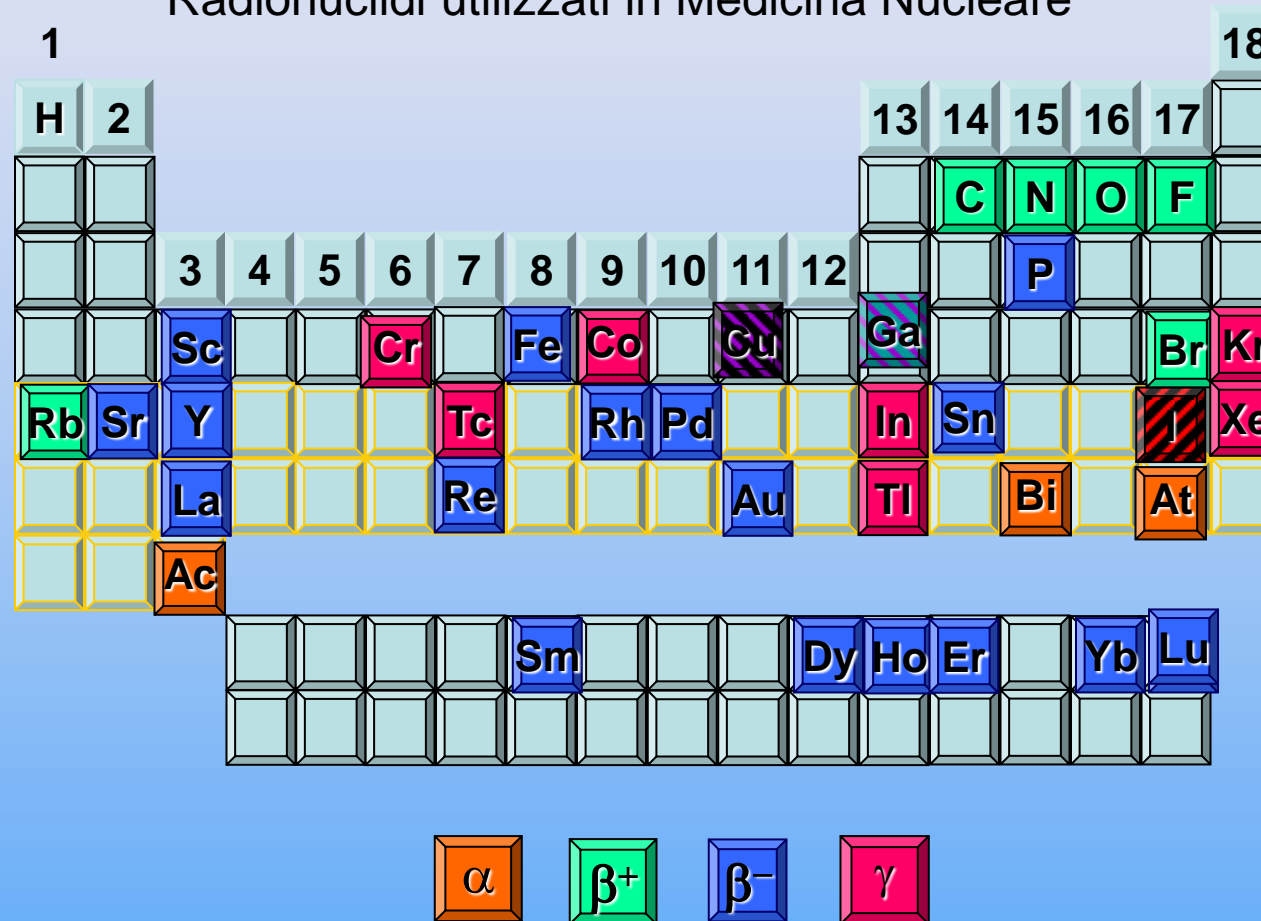 Radionuclidi utilizzati in Medicina Nucleare
1 18
H 2 13 14 15 16 17
C N O F
3 4 5 6 7 8 9 10 11 12 P
Sc Cr Fe Co Cu Ga Br Kr
Rb Sr Y Tc Rh Pd In Sn I Xe
La Re Au Tl Bi At
Ac
Sm Dy Ho Er Yb Lu
α β+ β− γ